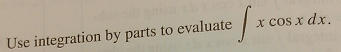 Use integration by parts to evaluate ∫ x cos x dx.